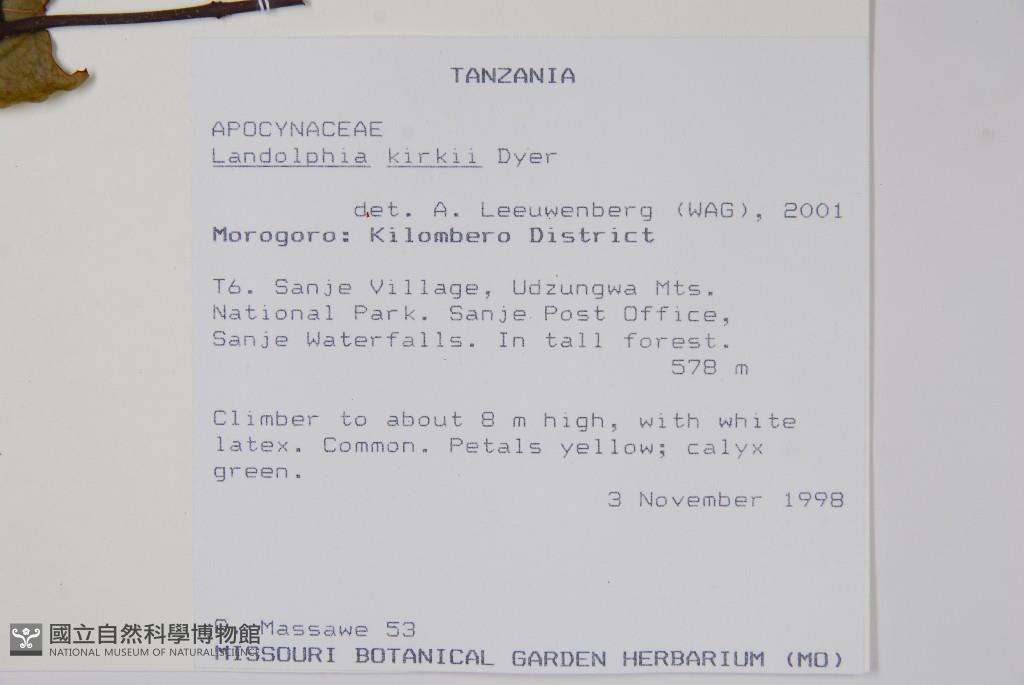 TANZANIA
APOCYNACEAE
Landolphia kirkii Dyer
det. A. Leeuwenberg (WAG), 2001
Morogoro: Kilombero District
T6. Sanje Village, Udzungwa Mts.
National Park. Sanje Post Office,
Sanje Waterfalls. In tall forest.
578 m
Climber to about 8 m high, with white
latex. Common. Petals yellow; calyx
green.
3 November 1998
Massawe 53
國立自然科學博物館
NATIONAL MUSEUM OF NATURAL SCIENCE
MISSOURI BOTANICAL GARDEN HERBARIUM (MO)